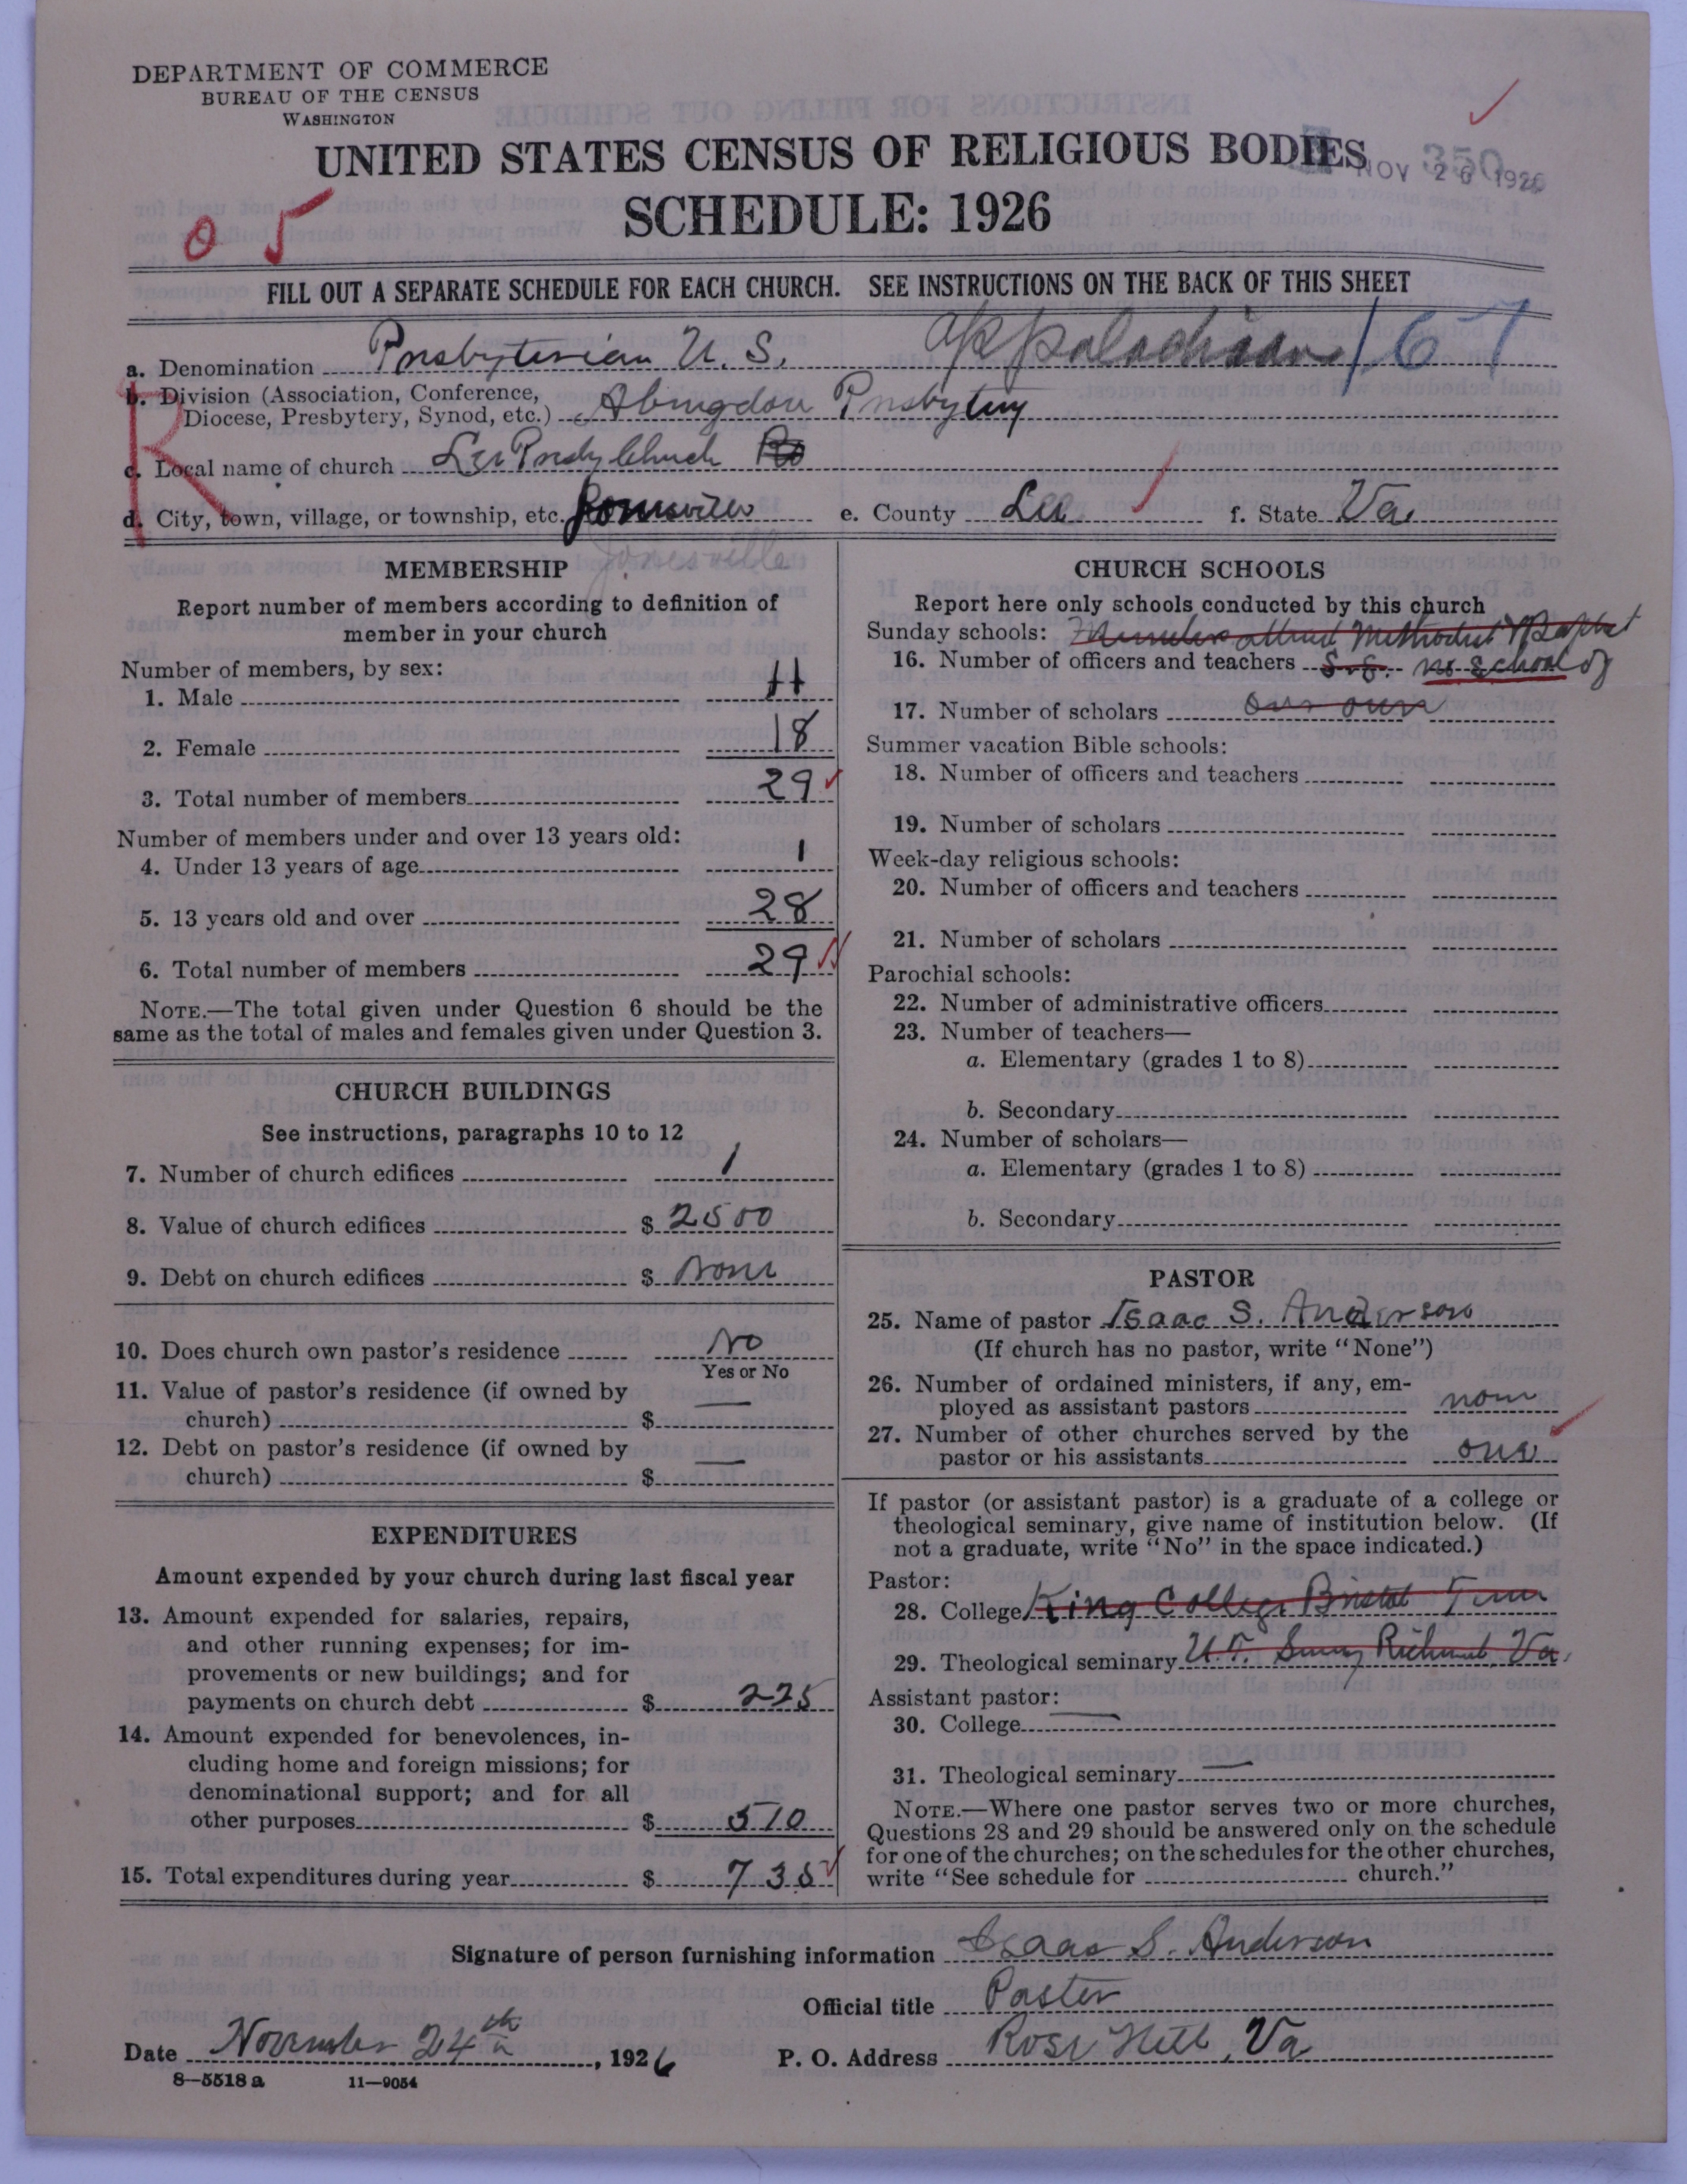 DEPARTMENT OF COMMERCE
BUREAU OF THE CENSUS
WASHINGTON
UNITED STATES CENSUS OF RELIGIOUS BODIES
NOV 26 1926
350
SCHEDULE: 1926
05
FILL OUT A SEPARATE SCHEDULE FOR EACH CHURCH. SEE INSTRUCTIONS ON THE BACK OF THIS SHEET
a. Denomination Presbyterian U. S. Appalachian 167
b. Division (Association, Conference,
Diocese, Presbytery, Synod, etc.) Abingdon Presbytery
R
c. Local name of church Lee Presby Church
d. City, town, village, or township, etc. Jonesville e. County Lee f. State Va.
Jonesville
MEMBERSHIP
Report number of members according to definition of
member in your church
Number of members, by sex:
1. Male 11
2. Female 18
3. Total number of members 29
Number of members under and over 13 years old:
4. Under 13 years of age 1
5. 13 years old and over 28
6. Total number of members 29
NOTE.—The total given under Question 6 should be the
same as the total of males and females given under Question 3.
CHURCH BUILDINGS
See instructions, paragraphs 10 to 12
7. Number of church edifices 1
8. Value of church edifices $ 2500
9. Debt on church edifices $ None
10. Does church own pastor's residence No
Yes or No
11. Value of pastor's residence (if owned by
church) $ —
12. Debt on pastor's residence (if owned by
church) $ —
EXPENDITURES
Amount expended by your church during last fiscal year
13. Amount expended for salaries, repairs,
and other running expenses; for im-
provements or new buildings; and for
payments on church debt $ 225
14. Amount expended for benevolences, in-
cluding home and foreign missions; for
denominational support; and for all
other purposes $ 510
15. Total expenditures during year $ 735
CHURCH SCHOOLS
Report here only schools conducted by this church
Sunday schools: Members attend Methodist & Baptist
16. Number of officers and teachers S.S. no school of
17. Number of scholars our own
Summer vacation Bible schools:
18. Number of officers and teachers
19. Number of scholars
Week-day religious schools:
20. Number of officers and teachers
21. Number of scholars
Parochial schools:
22. Number of administrative officers
23. Number of teachers—
a. Elementary (grades 1 to 8)
b. Secondary
24. Number of scholars—
a. Elementary (grades 1 to 8)
b. Secondary
PASTOR
25. Name of pastor Isaac S. Anderson
(If church has no pastor, write "None")
26. Number of ordained ministers, if any, em-
ployed as assistant pastors none
27. Number of other churches served by the
pastor or his assistants one
If pastor (or assistant pastor) is a graduate of a college or
theological seminary, give name of institution below. (If
not a graduate, write "No" in the space indicated.)
Pastor:
28. College King College Bristol Tenn
29. Theological seminary U.T. Semy Richmond, Va.
Assistant pastor: —
30. College
31. Theological seminary —
NOTE.—Where one pastor serves two or more churches,
Questions 28 and 29 should be answered only on the schedule
for one of the churches; on the schedules for the other churches,
write "See schedule for church."
Signature of person furnishing information Isaac S. Anderson
Official title Pastor
Date November 24th, 1926 P. O. Address Rose Hill, Va
8—5518 a 11—9054